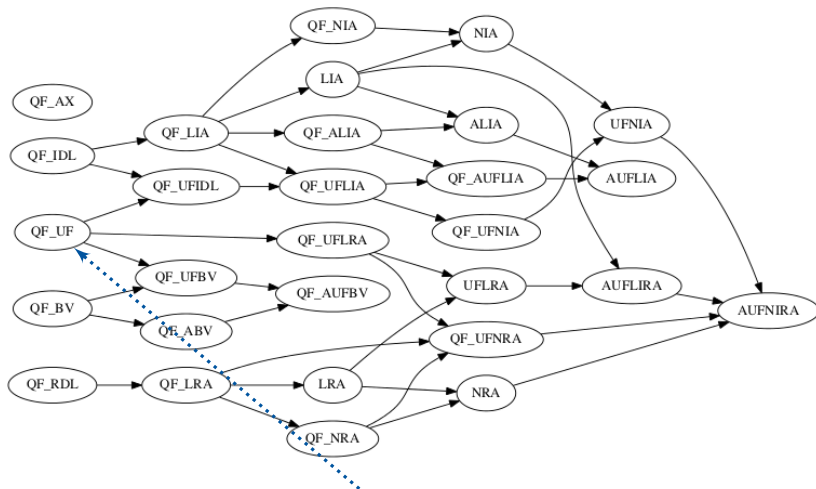 QF_NIA
NIA
LIA
QF_AX
QF_LIA
QF_ALIA
ALIA
UFNIA
QF_IDL
QF_UFIDL
QF_UFLIA
QF_AUFLIA
AUFLIA
QF_UF
QF_UFLRA
QF_UFNIA
QF_UFBV
QF_AUFBV
UFLRA
AUFLIRA
QF_BV
QF_ABV
QF_UFNRA
AUFNIRA
QF_RDL
QF_LRA
LRA
NRA
QF_NRA